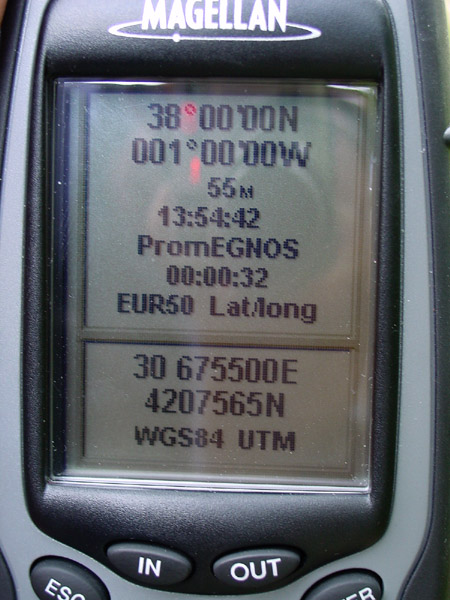 MAGELLAN
38°00'00N
001°00'00W
55M
13:54:42
PromEGNOS
00:00:32
EUR50 Lat/long
30 675500E
4207565N
WGS84 UTM
IN
OUT